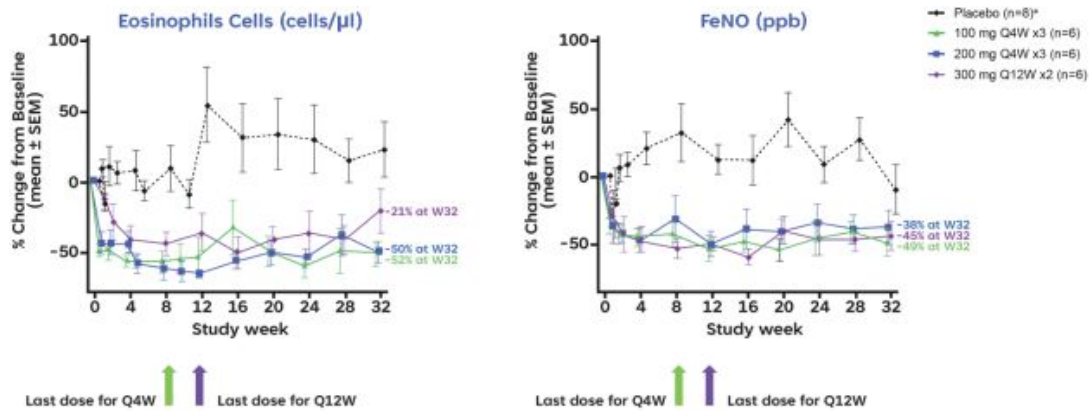 Eosinophils Cells (cells/µl)
% Change from Baseline
(mean ± SEM)
100
50
0
-50
0 4 8 12 16 20 24 28 32
Study week
-21% at W32
-50% at W32
-52% at W32
Last dose for Q4W
Last dose for Q12W
FeNO (ppb)
% Change from Baseline
(mean ± SEM)
100
50
0
-50
0 4 8 12 16 20 24 28 32
Study week
-38% at W32
-45% at W32
-49% at W32
Last dose for Q4W
Last dose for Q12W
Placebo (n=8)ᵃ
100 mg Q4W x3 (n=6)
200 mg Q4W x3 (n=6)
300 mg Q12W x2 (n=6)